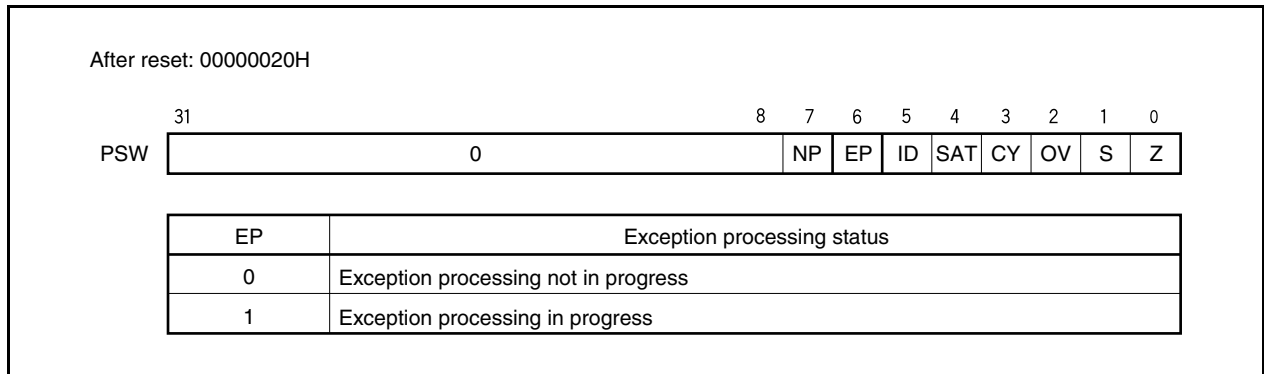 After reset: 00000020H
31 8 7 6 5 4 3 2 1 0
PSW 0 NP EP ID SAT CY OV S Z
EP Exception processing status
0 Exception processing not in progress
1 Exception processing in progress